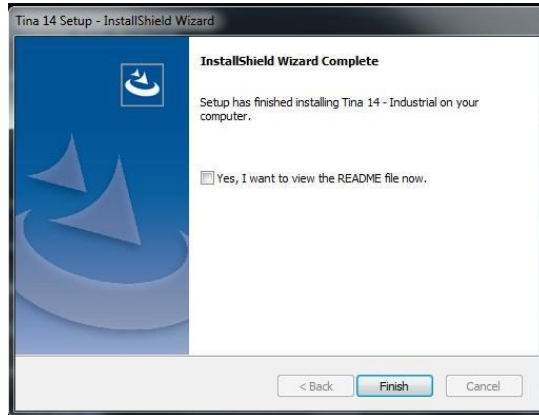 Tina 14 Setup - InstallShield Wizard
InstallShield Wizard Complete
Setup has finished installing Tina 14 - Industrial on your
computer.
Yes, I want to view the README file now.
< Back
Finish
Cancel